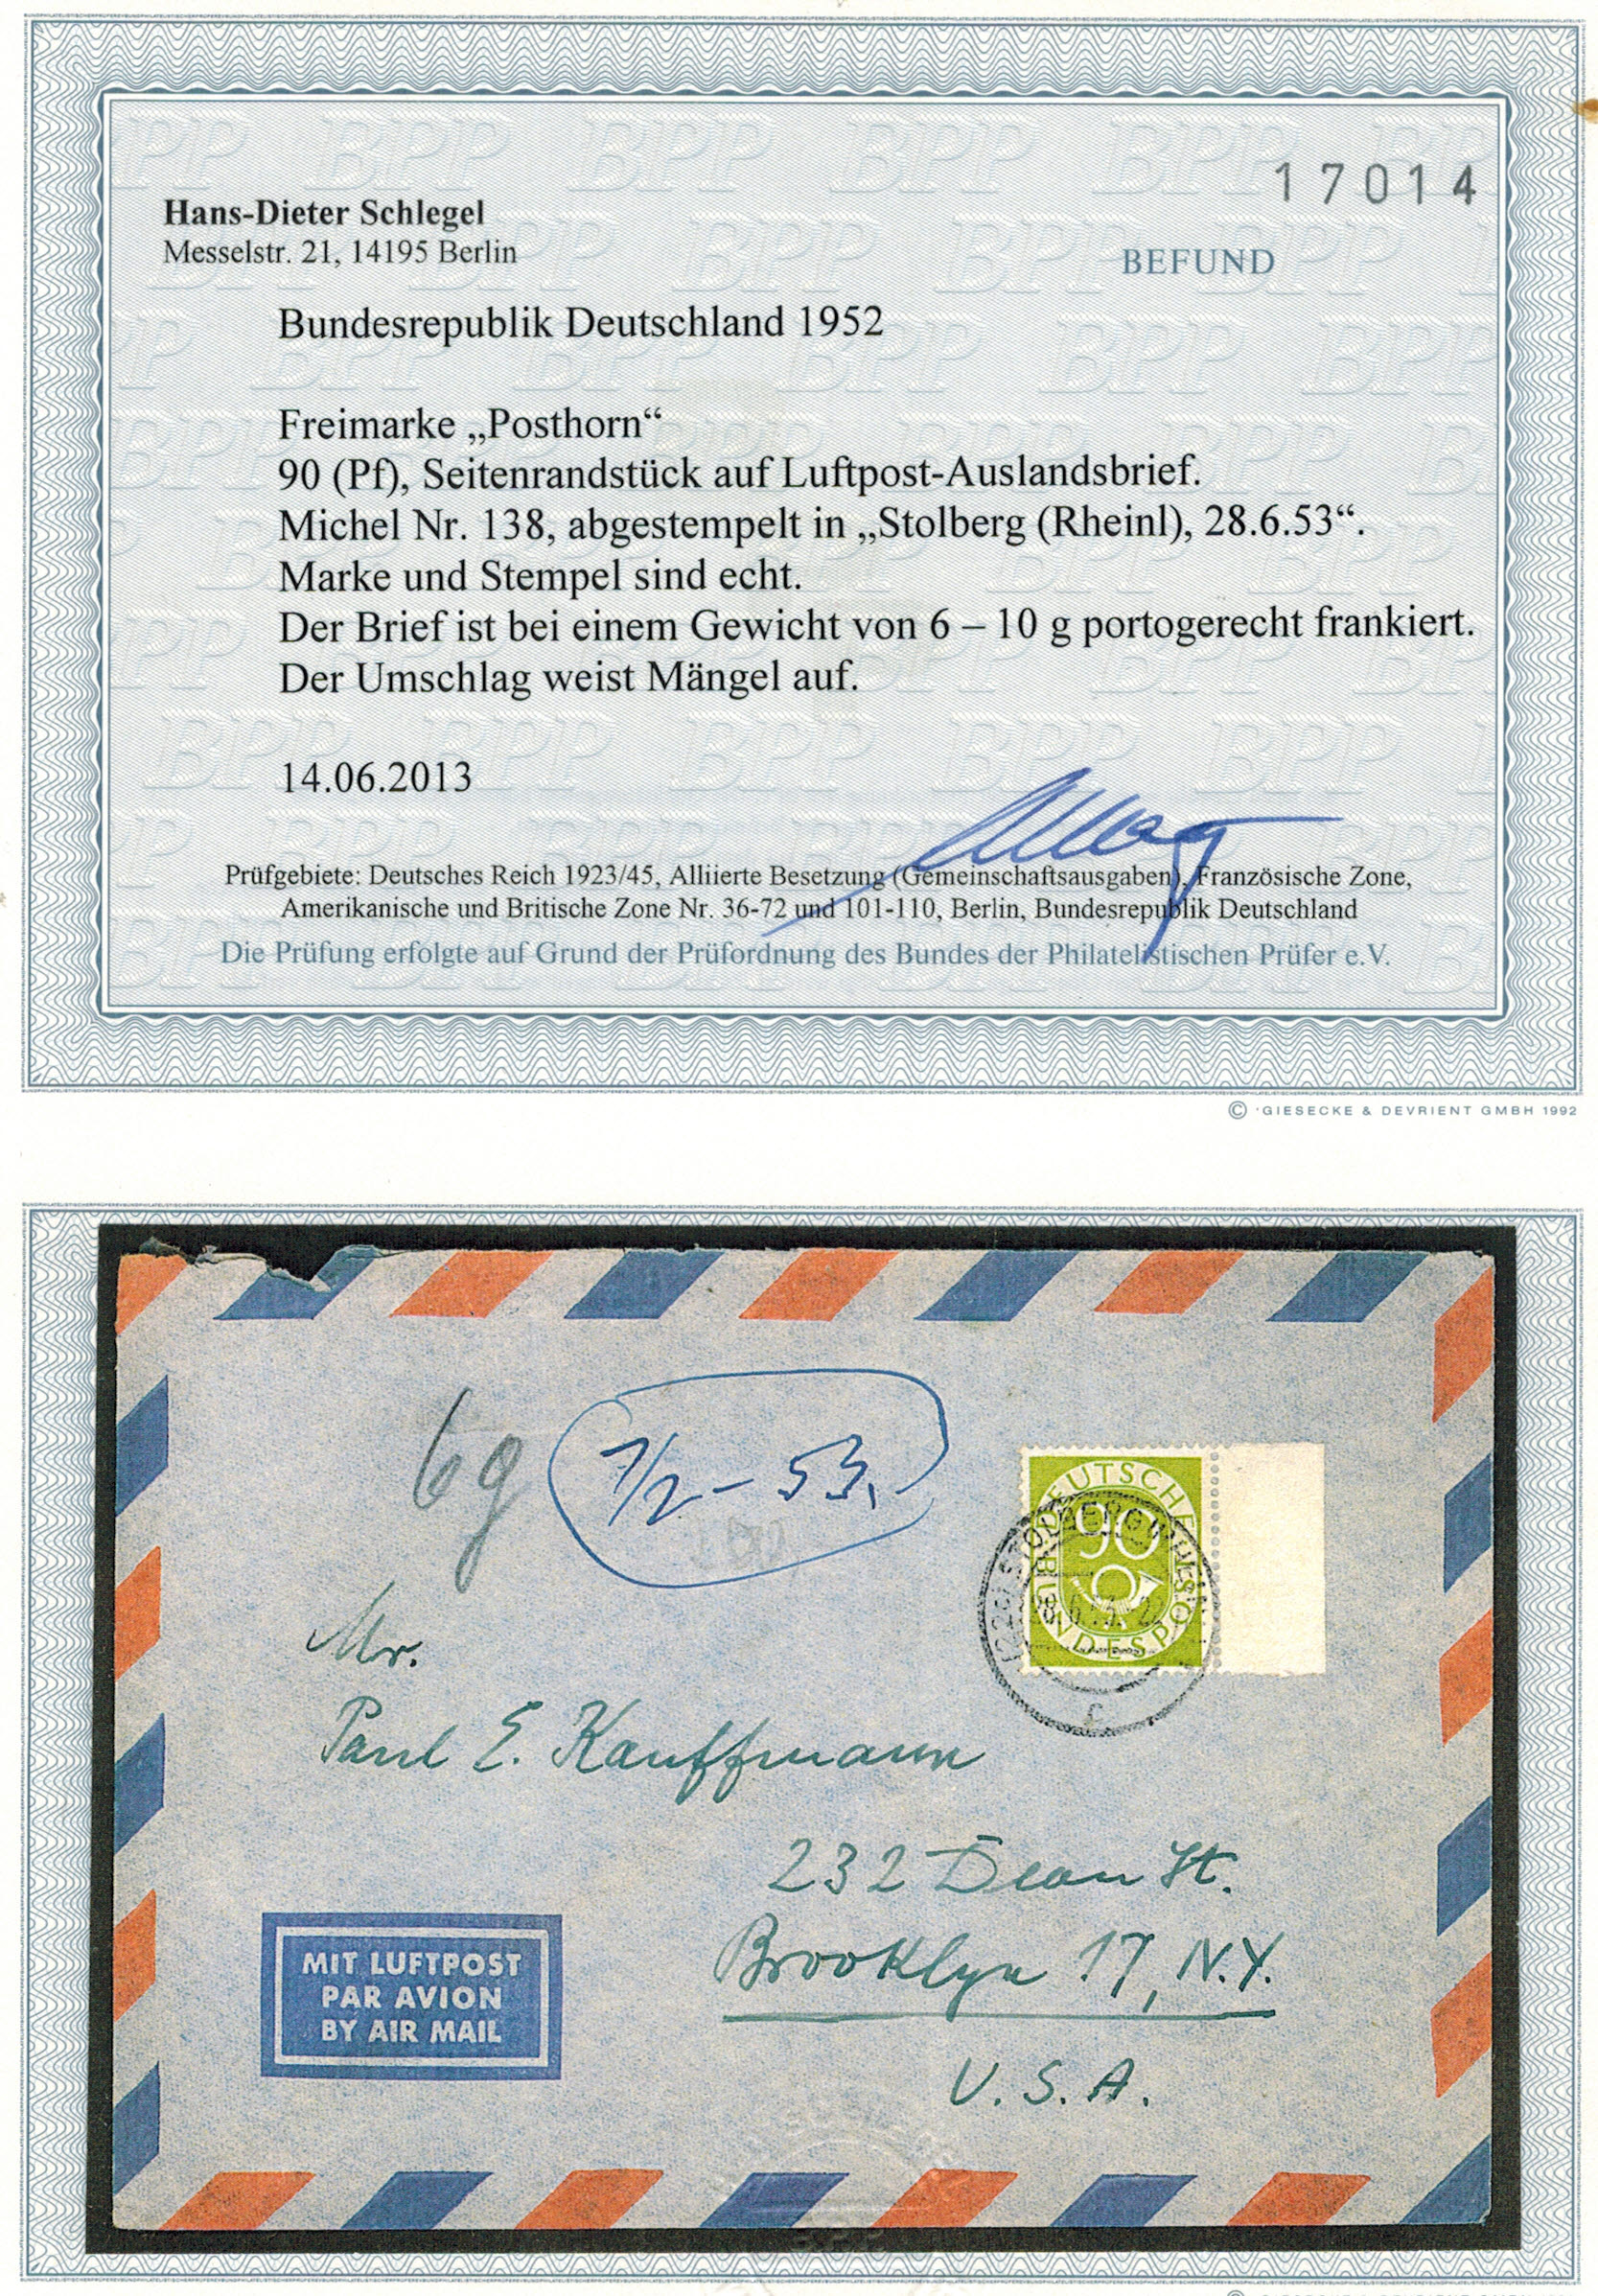 17014
Hans-Dieter Schlegel
Messelstr. 21, 14195 Berlin
BEFUND
Bundesrepublik Deutschland 1952
Freimarke „Posthorn“
90 (Pf), Seitenrandstück auf Luftpost-Auslandsbrief.
Michel Nr. 138, abgestempelt in „Stolberg (Rheinl), 28.6.53“.
Marke und Stempel sind echt.
Der Brief ist bei einem Gewicht von 6 – 10 g portogerecht frankiert.
Der Umschlag weist Mängel auf.
14.06.2013
Prüfgebiete: Deutsches Reich 1923/45, Alliierte Besetzung (Gemeinschaftsausgaben), Französische Zone,
Amerikanische und Britische Zone Nr. 36-72 und 101-110, Berlin, Bundesrepublik Deutschland
Die Prüfung erfolgte auf Grund der Prüfordnung des Bundes der Philatelistischen Prüfer e.V.
© GIESECKE & DEVRIENT GMBH 1992
6g
7/2 - 53.
DEUTSCHE BUNDESPOST
90
Mr.
Paul E. Kauffmann
232 Dean St.
Brooklyn 17, N.Y.
U.S.A.
MIT LUFTPOST
PAR AVION
BY AIR MAIL